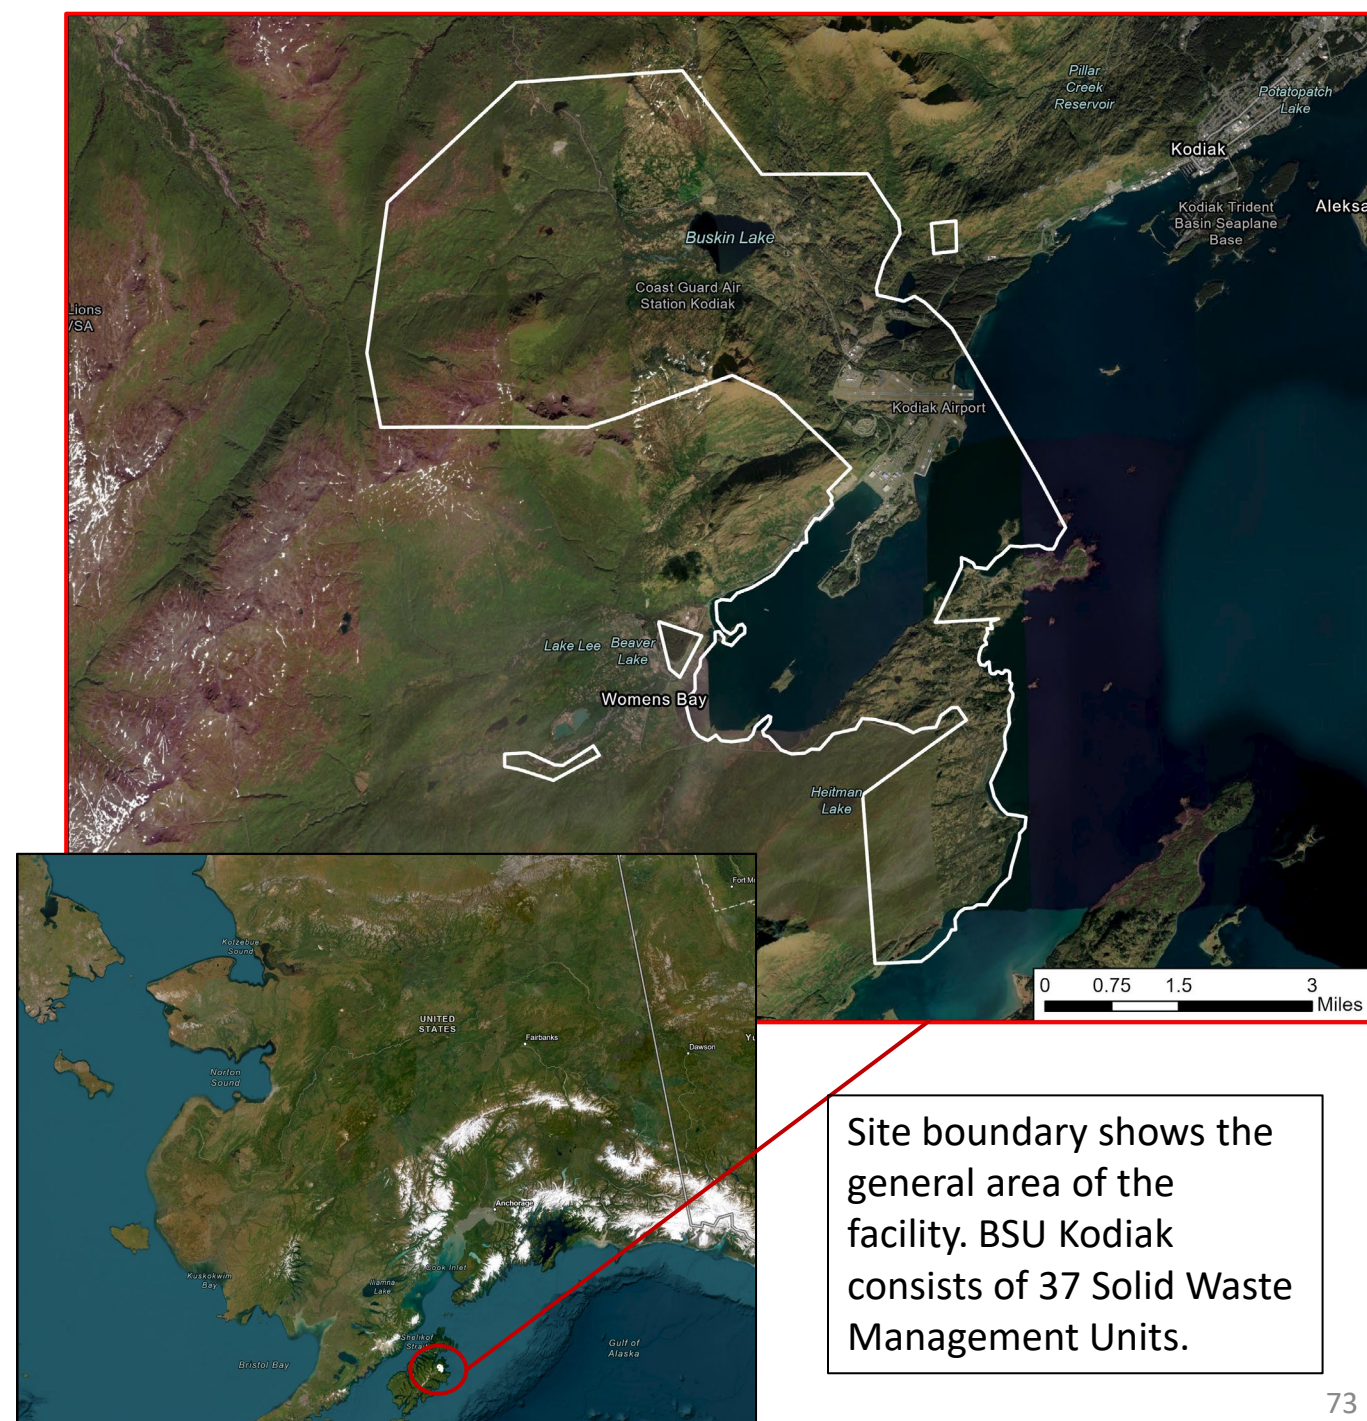 Pillar
Creek
Reservoir
Potatopatch
Lake
Kodiak
Kodiak Trident
Basin Seaplane
Base
Aleksa
Buskin Lake
Coast Guard Air
Station Kodiak
Lions
/SA
Kodiak Airport
Lake Lee
Beaver
Lake
Womens Bay
Heitman
Lake
0 0.75 1.5 3
Miles
Fort M
Kotzebue
Sound
UNITED
STATES
Fairbanks
Dawson
Yu
Norton
Sound
Anchorage
Kuskokwim
Bay
Iliamna
Lake
Cook Inlet
Shelikof
Strait
Bristol Bay
Gulf of
Alaska
Site boundary shows the
general area of the
facility. BSU Kodiak
consists of 37 Solid Waste
Management Units.
73